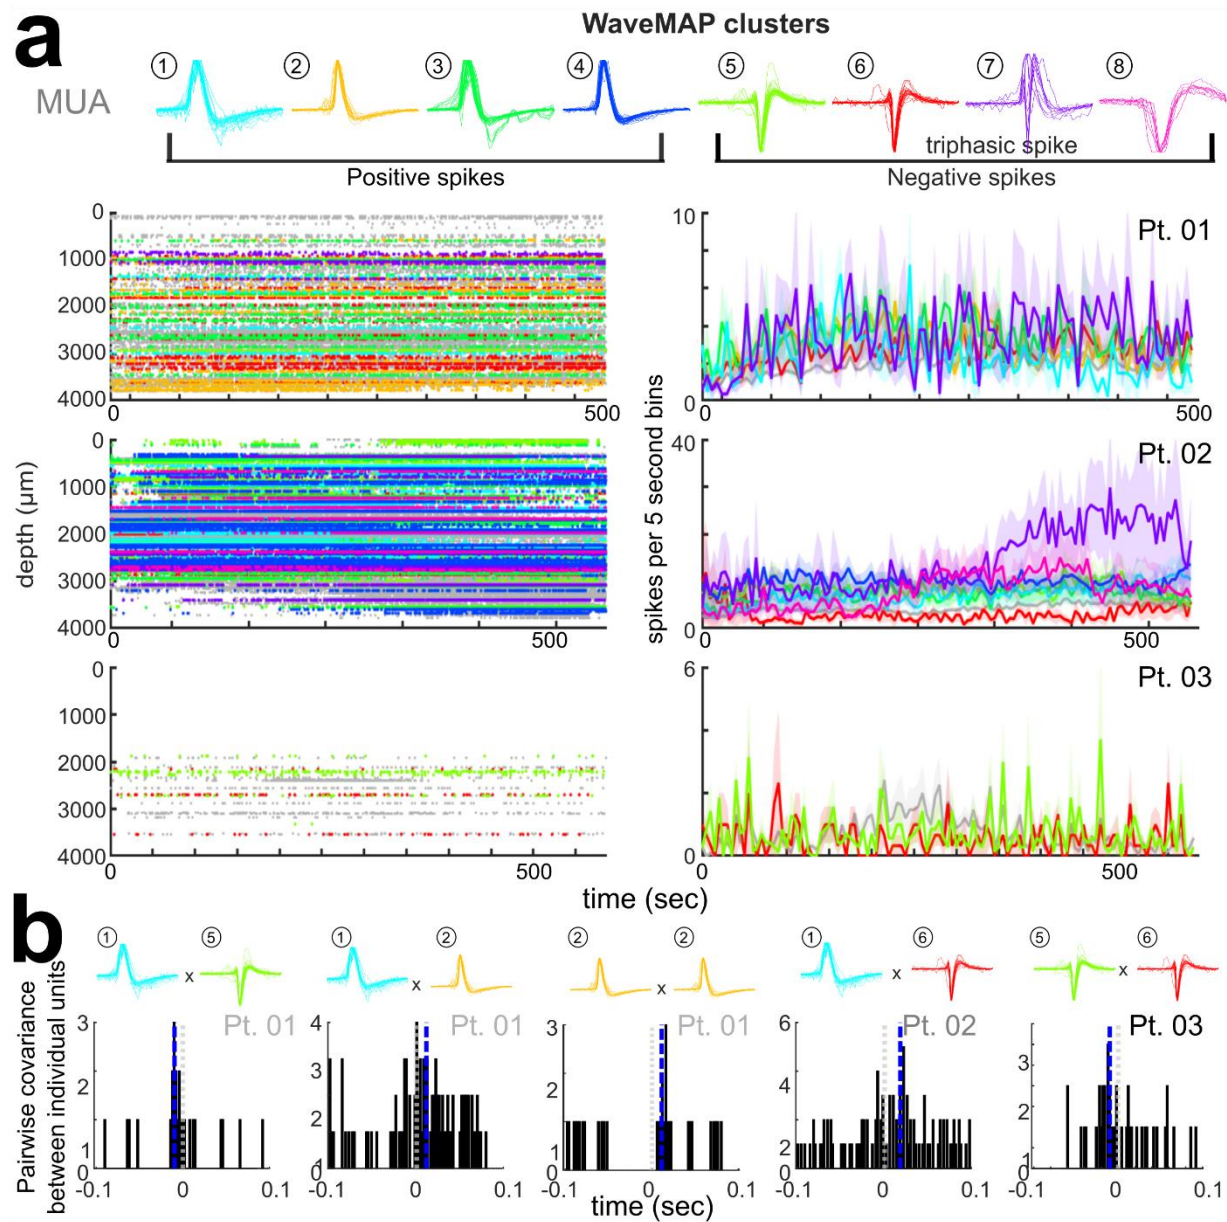 a
WaveMAP clusters
MUA
1 2 3 4 5 6 7 8
Positive spikes
triphasic spike
Negative spikes
depth (µm)
0
1000
2000
3000
4000
0 500
spikes per 5 second bins
Pt. 01
10
0
0 500
0
1000
2000
3000
4000
0 500
Pt. 02
40
0
0 500
0
1000
2000
3000
4000
0 500
Pt. 03
6
0
500
time (sec)
b
Pairwise covariance
between individual units
1 x 5
Pt. 01
3
2
1
0
-0.1 0 0.1
1 x 2
Pt. 01
4
3
2
1
0
-0.1 0 0.1
2 x 2
Pt. 01
3
2
1
0
-0.1 0 0.1
1 x 6
Pt. 02
6
4
2
0
-0.1 0 0.1
5 x 6
Pt. 03
3
2
1
-0.1 0 0.1
time (sec)